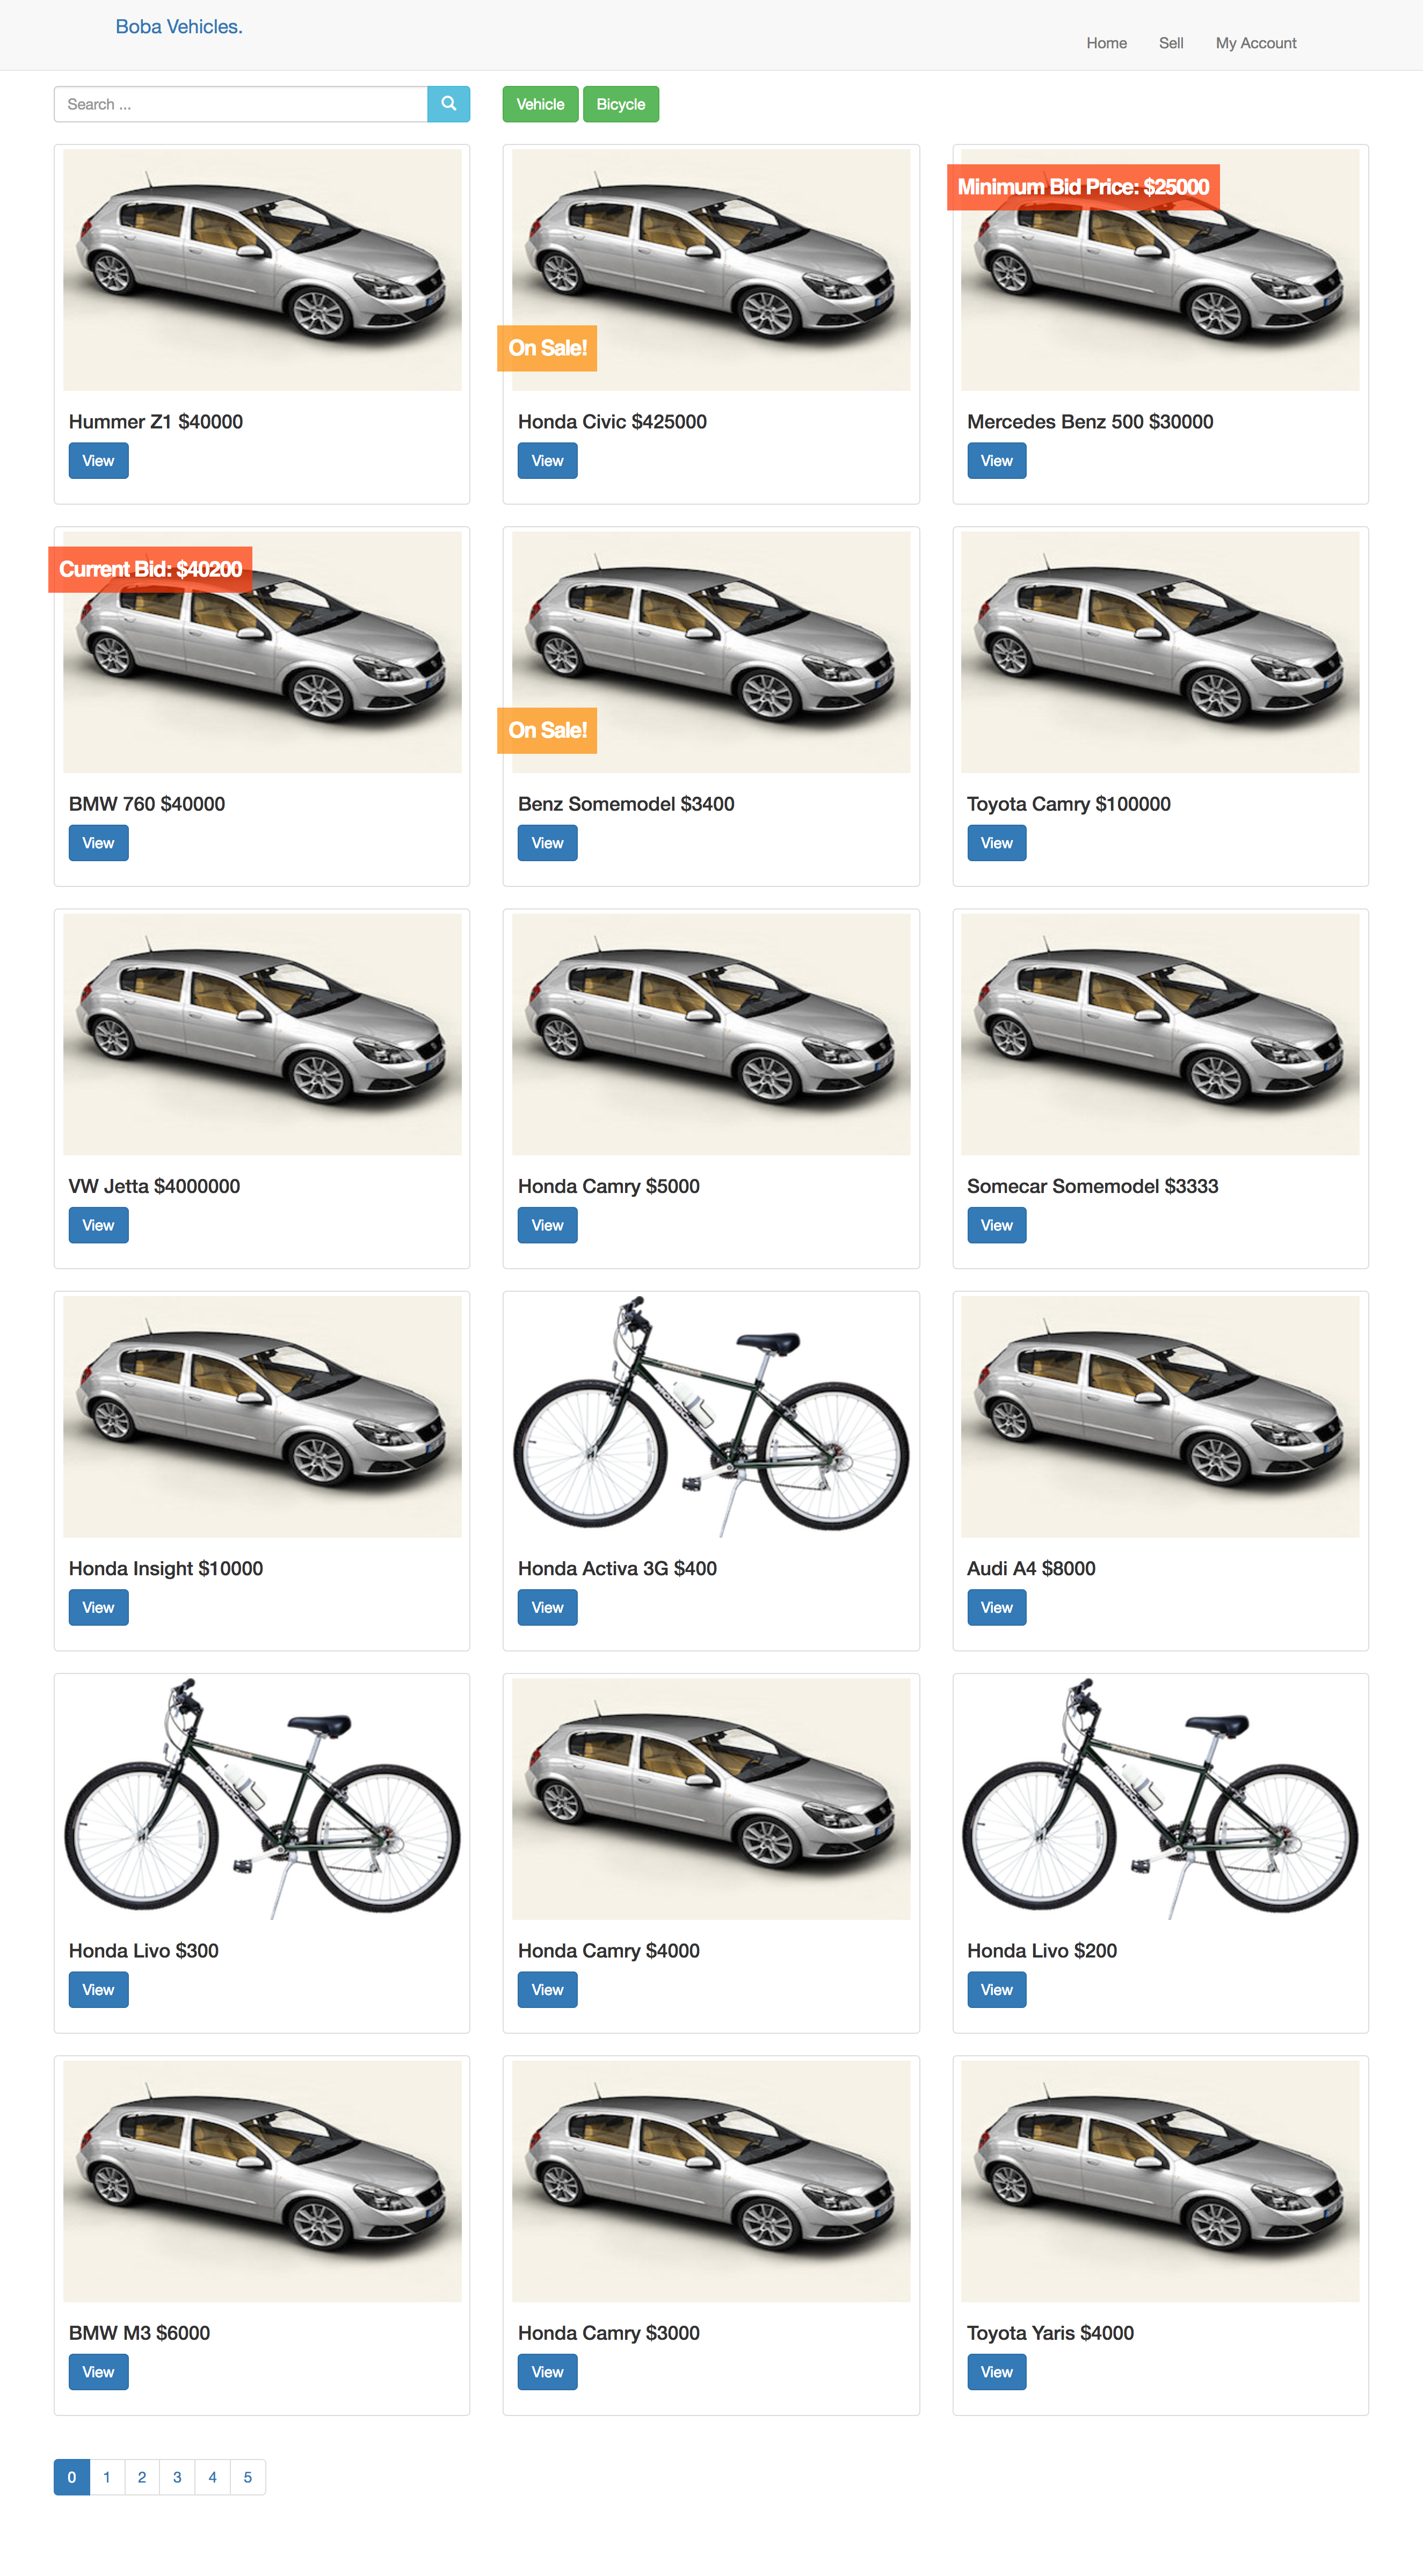 Boba Vehicles.
Home Sell My Account
Search ...
Vehicle Bicycle
Minimum Bid Price: $25000
On Sale!
Hummer Z1 $40000
View
Honda Civic $425000
View
Mercedes Benz 500 $30000
View
Current Bid: $40200
On Sale!
BMW 760 $40000
View
Benz Somemodel $3400
View
Toyota Camry $100000
View
VW Jetta $4000000
View
Honda Camry $5000
View
Somecar Somemodel $3333
View
MONGOOSE
Honda Insight $10000
View
Honda Activa 3G $400
View
Audi A4 $8000
View
MONGOOSE
MONGOOSE
Honda Livo $300
View
Honda Camry $4000
View
Honda Livo $200
View
BMW M3 $6000
View
Honda Camry $3000
View
Toyota Yaris $4000
View
0 1 2 3 4 5